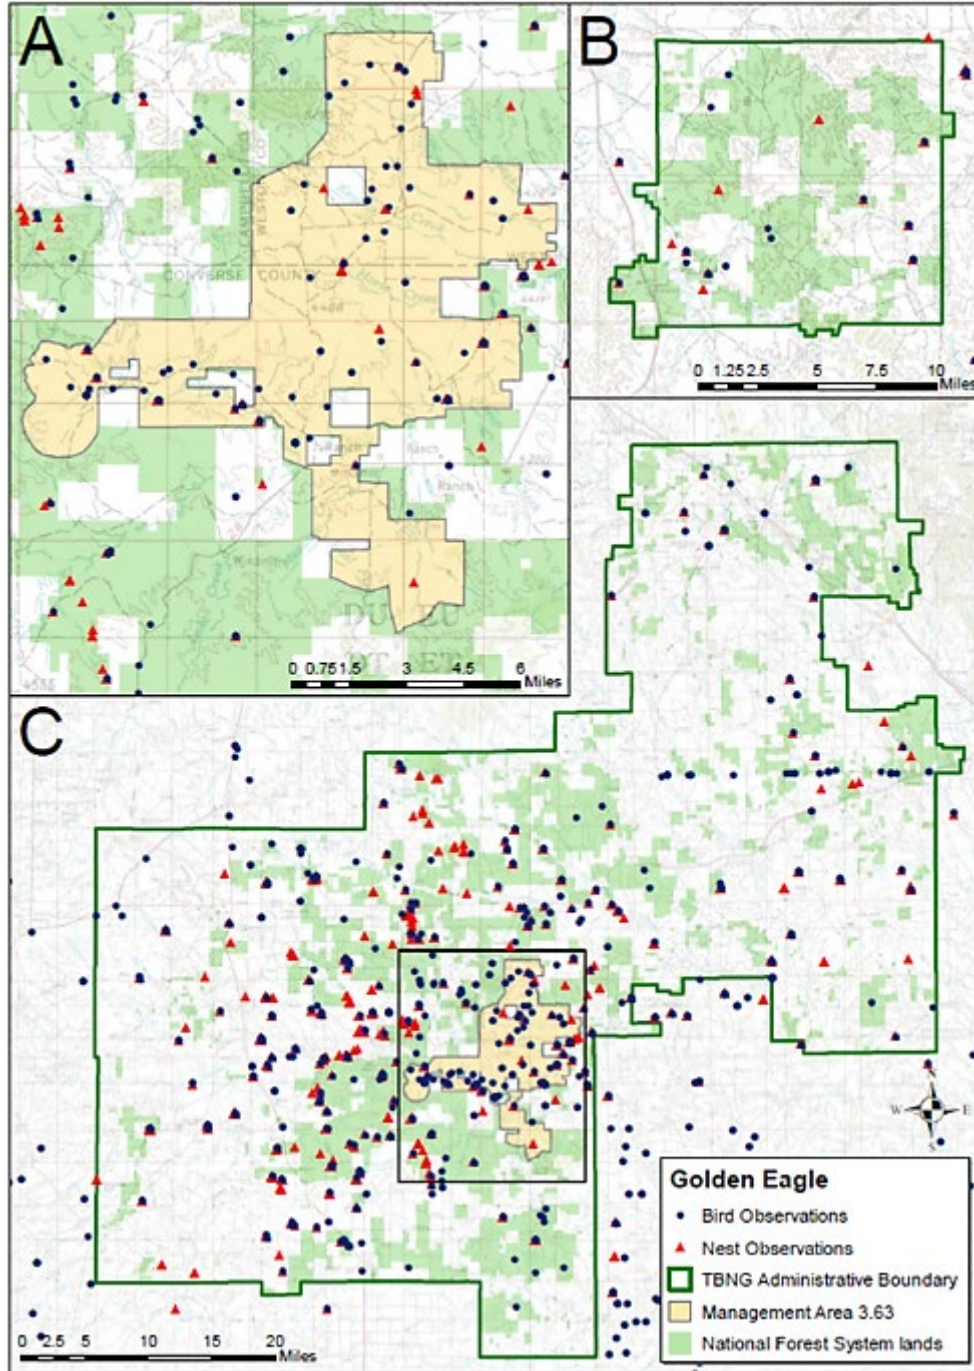 A
CONVERSE COUNTY
Ranch
Ranch
0 0.75 1.5 3 4.5 6
Miles
B
0 1.25 2.5 5 7.5 10
Miles
C
N
W E
S
Golden Eagle
Bird Observations
Nest Observations
TBNG Administrative Boundary
Management Area 3.63
National Forest System lands
0 2.5 5 10 15 20
Miles